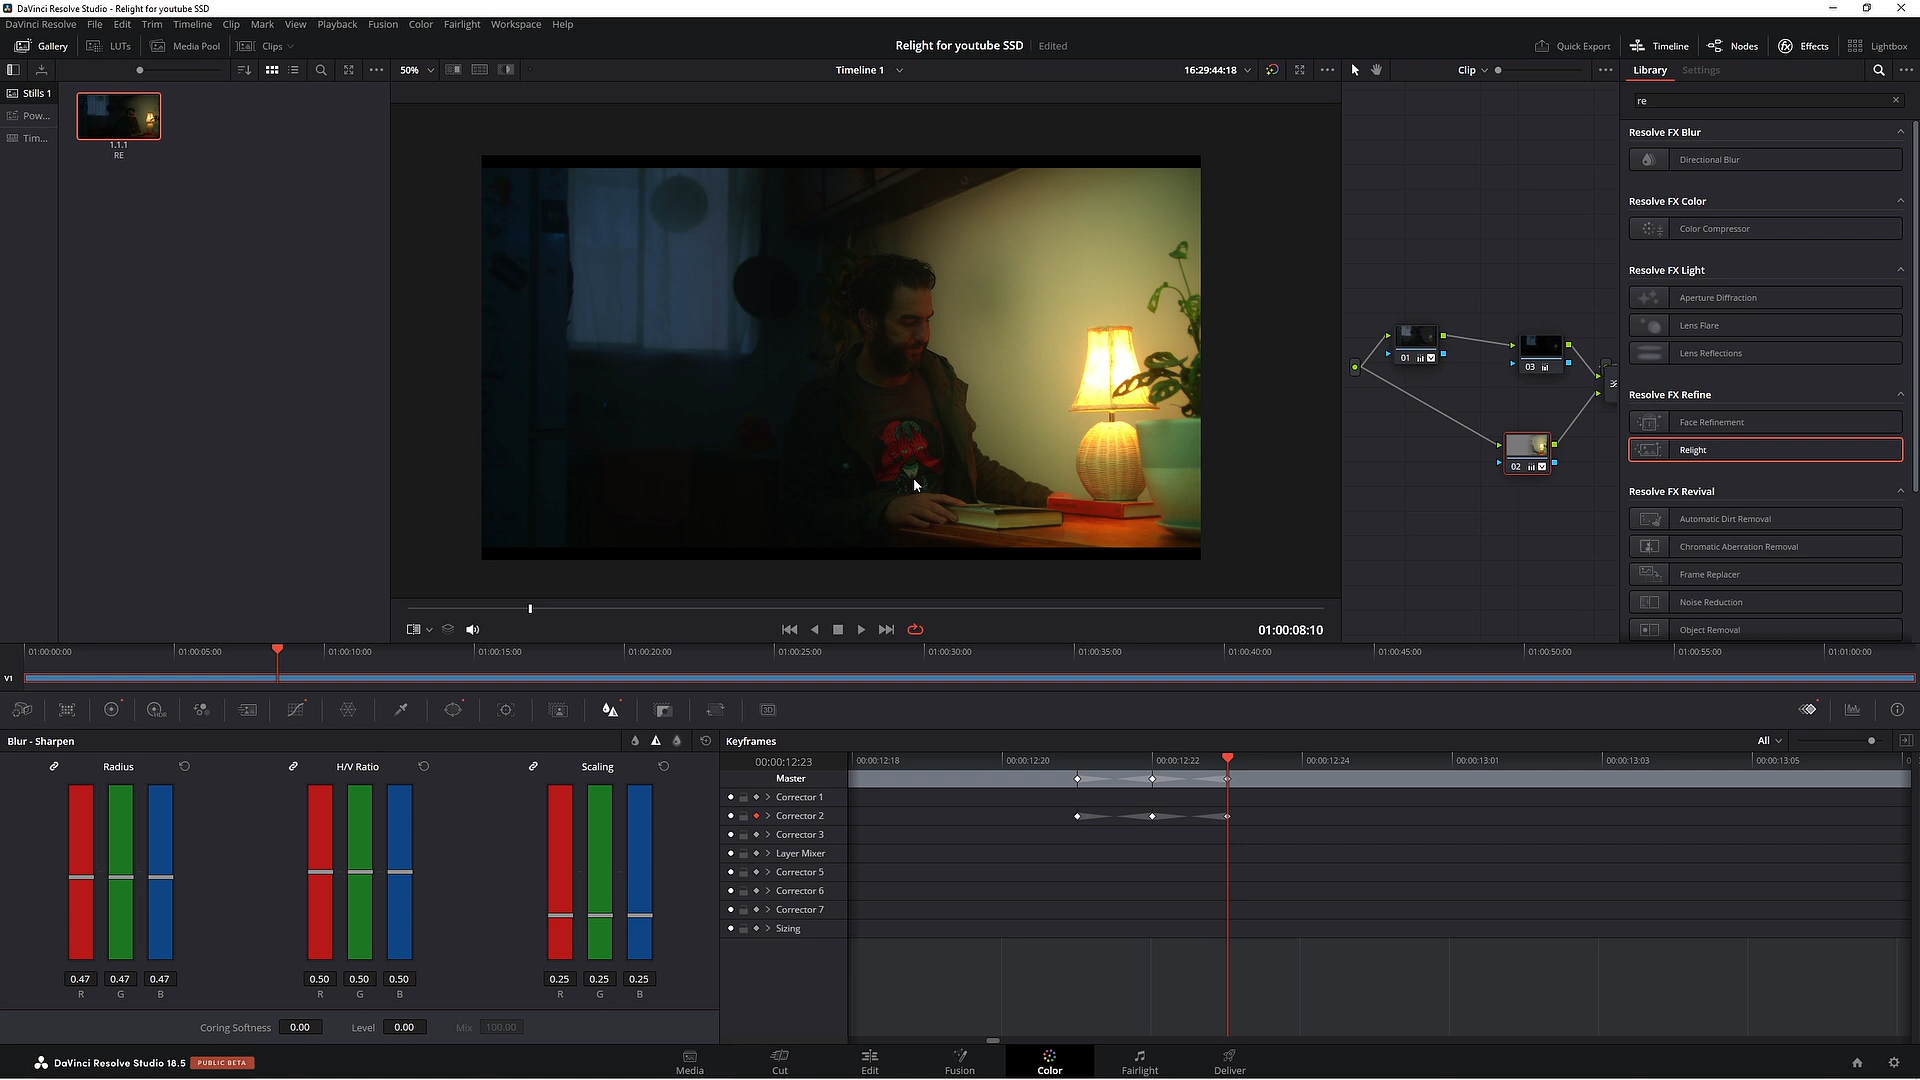 DaVinci Resolve Studio - Relight for youtube SSD
DaVinci Resolve File Edit Trim Timeline Clip Mark View Playback Fusion Color Fairlight Workspace Help
Gallery LUTs Media Pool Clips Relight for youtube SSD Edited Quick Export Timeline Nodes Effects Lightbox
50% Timeline 1 16:29:44:18 Clip Library Settings
Stills 1
Pow...
Tim...
1.1.1
RE
re
Resolve FX Blur
Directional Blur
Resolve FX Color
Color Compressor
Resolve FX Light
Aperture Diffraction
Lens Flare
Lens Reflections
Resolve FX Refine
Face Refinement
Relight
Resolve FX Revival
Automatic Dirt Removal
Chromatic Aberration Removal
Frame Replacer
Noise Reduction
Object Removal
01
03
02
01:00:08:10
01:00:00:00 01:00:05:00 01:00:10:00 01:00:15:00 01:00:20:00 01:00:25:00 01:00:30:00 01:00:35:00 01:00:40:00 01:00:45:00 01:00:50:00 01:00:55:00 01:01:00:00
V1
HDR
3D
Blur - Sharpen
Radius H/V Ratio Scaling
0.47 0.47 0.47 0.50 0.50 0.50 0.25 0.25 0.25
R G B R G B R G B
Coring Softness 0.00 Level 0.00 Mix 100.00
Keyframes All
00:00:12:23 00:00:12:18 00:00:12:20 00:00:12:22 00:00:12:24 00:00:13:01 00:00:13:03 00:00:13:05
Master
Corrector 1
Corrector 2
Corrector 3
Layer Mixer
Corrector 5
Corrector 6
Corrector 7
Sizing
DaVinci Resolve Studio 18.5 PUBLIC BETA
Media Cut Edit Fusion Color Fairlight Deliver